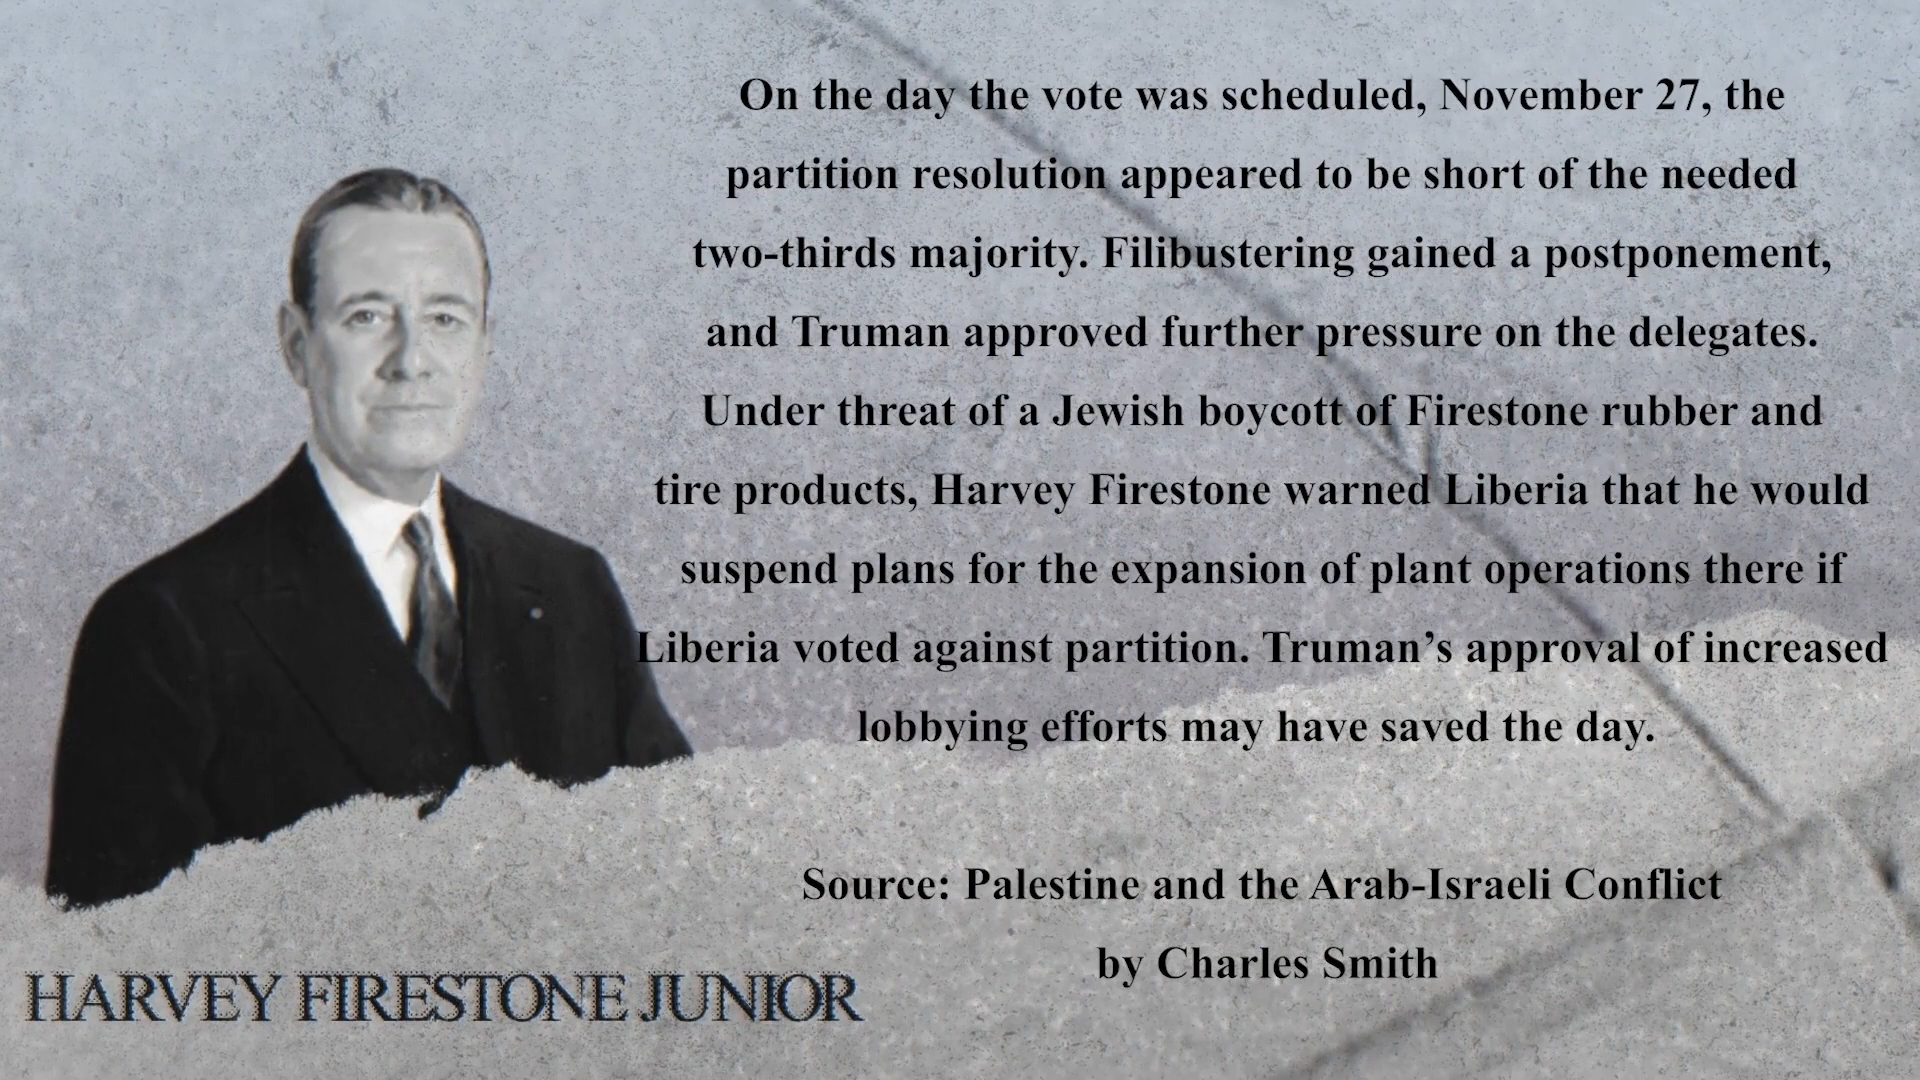 On the day the vote was scheduled, November 27, the
partition resolution appeared to be short of the needed
two-thirds majority. Filibustering gained a postponement,
and Truman approved further pressure on the delegates.
Under threat of a Jewish boycott of Firestone rubber and
tire products, Harvey Firestone warned Liberia that he would
suspend plans for the expansion of plant operations there if
Liberia voted against partition. Truman’s approval of increased
lobbying efforts may have saved the day.
Source: Palestine and the Arab-Israeli Conflict
by Charles Smith
HARVEY FIRESTONE JUNIOR